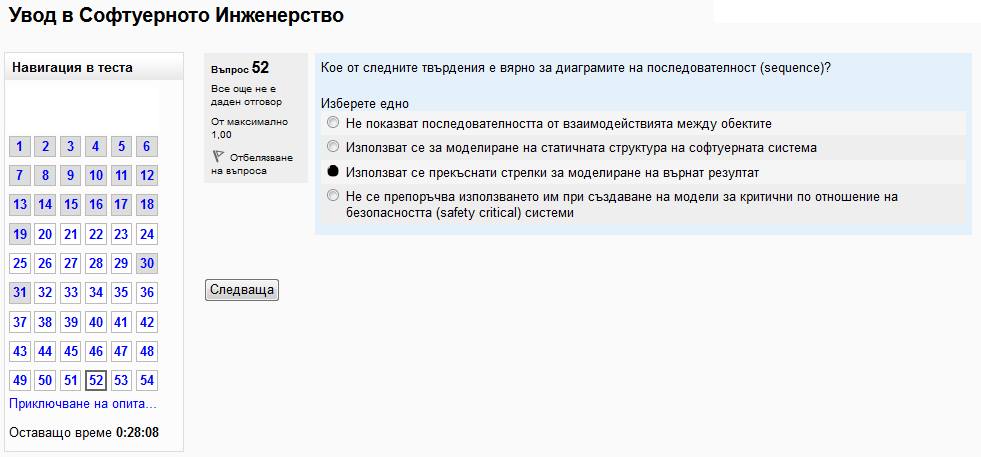 Увод в Софтуерното Инженерство
Навигация в теста
1 2 3 4 5 6
7 8 9 10 11 12
13 14 15 16 17 18
19 20 21 22 23 24
25 26 27 28 29 30
31 32 33 34 35 36
37 38 39 40 41 42
43 44 45 46 47 48
49 50 51 52 53 54
Приключване на опита...
Оставащо време 0:28:08
Въпрос 52
Все още не е
даден отговор
От максимално
1,00
Отбелязване
на въпроса
Кое от следните твърдения е вярно за диаграмите на последователност (sequence)?
Изберете едно
Не показват последователността от взаимодействията между обектите
Използват се за моделиране на статичната структура на софтуерната система
Използват се прекъснати стрелки за моделиране на върнат резултат
Не се препоръчва използването им при създаване на модели за критични по отношение на
безопасността (safety critical) системи
Следваща